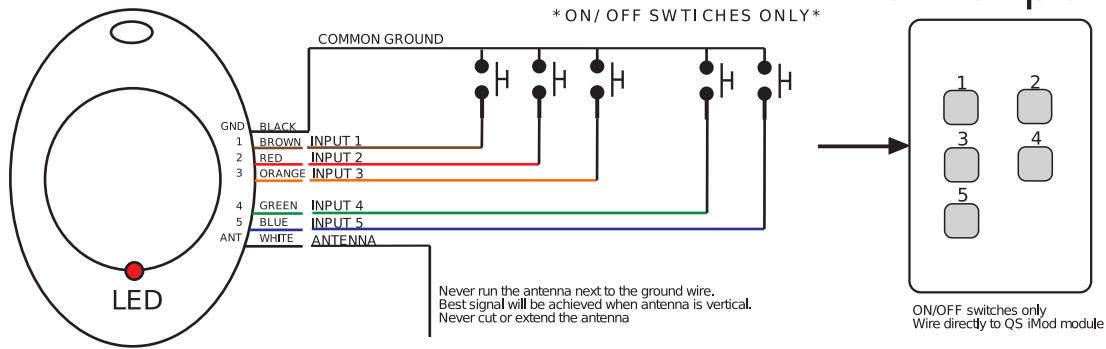 *ON/OFF SWTICHES ONLY*
COMMON GROUND
GND BLACK
1 BROWN INPUT 1
2 RED INPUT 2
3 ORANGE INPUT 3
4 GREEN INPUT 4
5 BLUE INPUT 5
ANT WHITE ANTENNA
LED
Never run the antenna next to the ground wire.
Best signal will be achieved when antenna is vertical.
Never cut or extend the antenna
1 2
3 4
5
ON/OFF switches only
Wire directly to QS iMod module